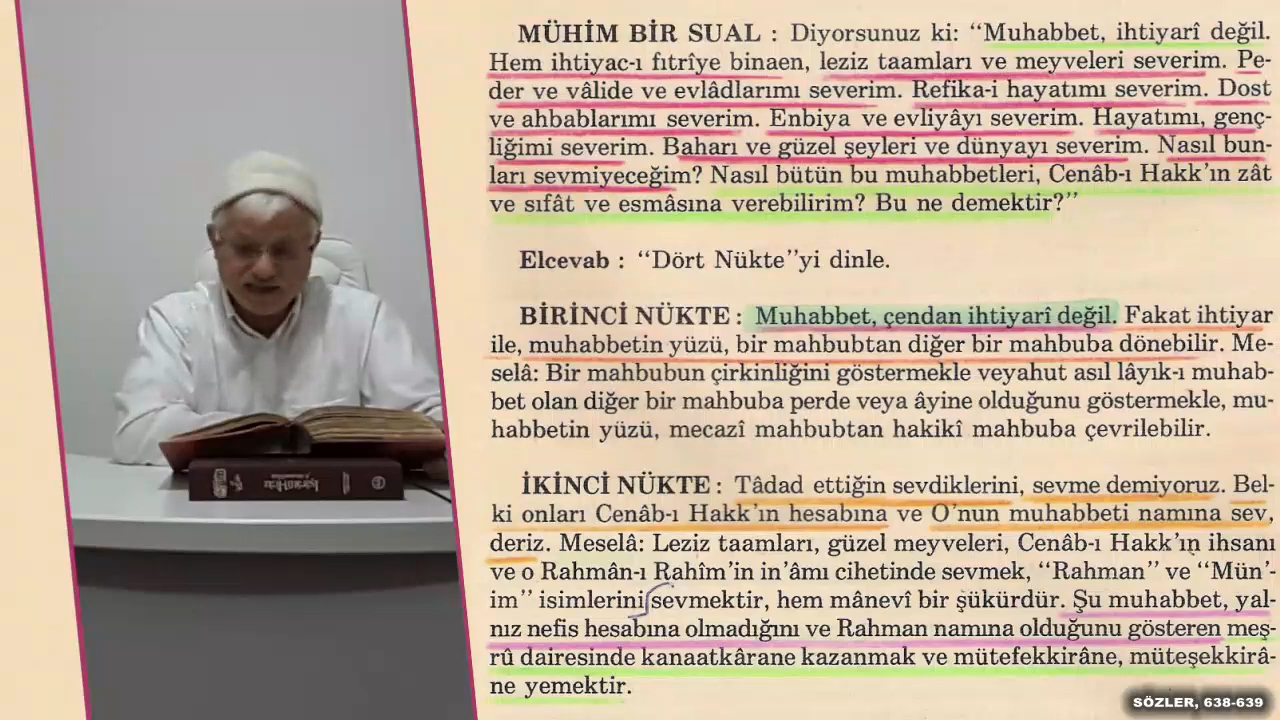 MÜHİM BİR SUAL : Diyorsunuz ki: “Muhabbet, ihtiyarî değil.
Hem ihtiyac-ı fıtrîye binaen, leziz taamları ve meyveleri severim. Pe-
der ve vâlide ve evlâdlarımı severim. Refika-i hayatımı severim. Dost
ve ahbablarımı severim. Enbiya ve evliyâyı severim. Hayatımı, genç-
liğimi severim. Baharı ve güzel şeyleri ve dünyayı severim. Nasıl bun-
ları sevmiyeceğim? Nasıl bütün bu muhabbetleri, Cenâb-ı Hakk’ın zât
ve sıfât ve esmâsına verebilirim? Bu ne demektir?”
Elcevab : “Dört Nükte”yi dinle.
BİRİNCİ NÜKTE : Muhabbet, çendan ihtiyarî değil. Fakat ihtiyar
ile, muhabbetin yüzü, bir mahbubtan diğer bir mahbuba dönebilir. Me-
selâ: Bir mahbubun çirkinliğini göstermekle veyahut asıl lâyık-ı muhab-
bet olan diğer bir mahbuba perde veya âyine olduğunu göstermekle, mu-
habbetin yüzü, mecazî mahbubtan hakikî mahbuba çevrilebilir.
İKİNCİ NÜKTE : Tâdad ettiğin sevdiklerini, sevme demiyoruz. Bel-
ki onları Cenâb-ı Hakk’ın hesabına ve O’nun muhabbeti namına sev,
deriz. Meselâ: Leziz taamları, güzel meyveleri, Cenâb-ı Hakk’ın ihsanı
ve o Rahmân-ı Rahîm’in in’âmı cihetinde sevmek, “Rahman” ve “Mün’-
im” isimlerini sevmektir, hem mânevî bir şükürdür. Şu muhabbet, yal-
nız nefis hesabına olmadığını ve Rahman namına olduğunu gösteren meş-
rû dairesinde kanaatkârane kazanmak ve mütefekkirâne, müteşekkirâ-
ne yemektir.
SÖZLER, 638-639